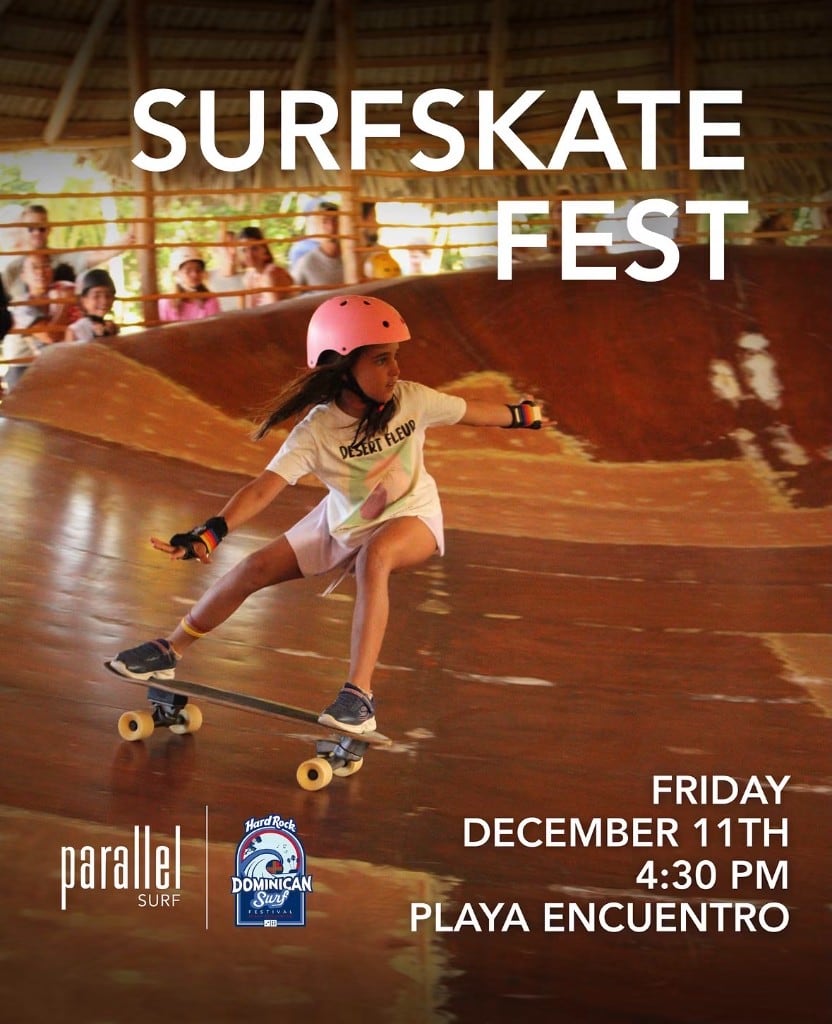 SURFSKATE
FEST
DESERT FLEUR
FRIDAY
DECEMBER 11TH
4:30 PM
PLAYA ENCUENTRO
parallel
SURF
Hard Rock
DOMINICAN
Surf
FESTIVAL